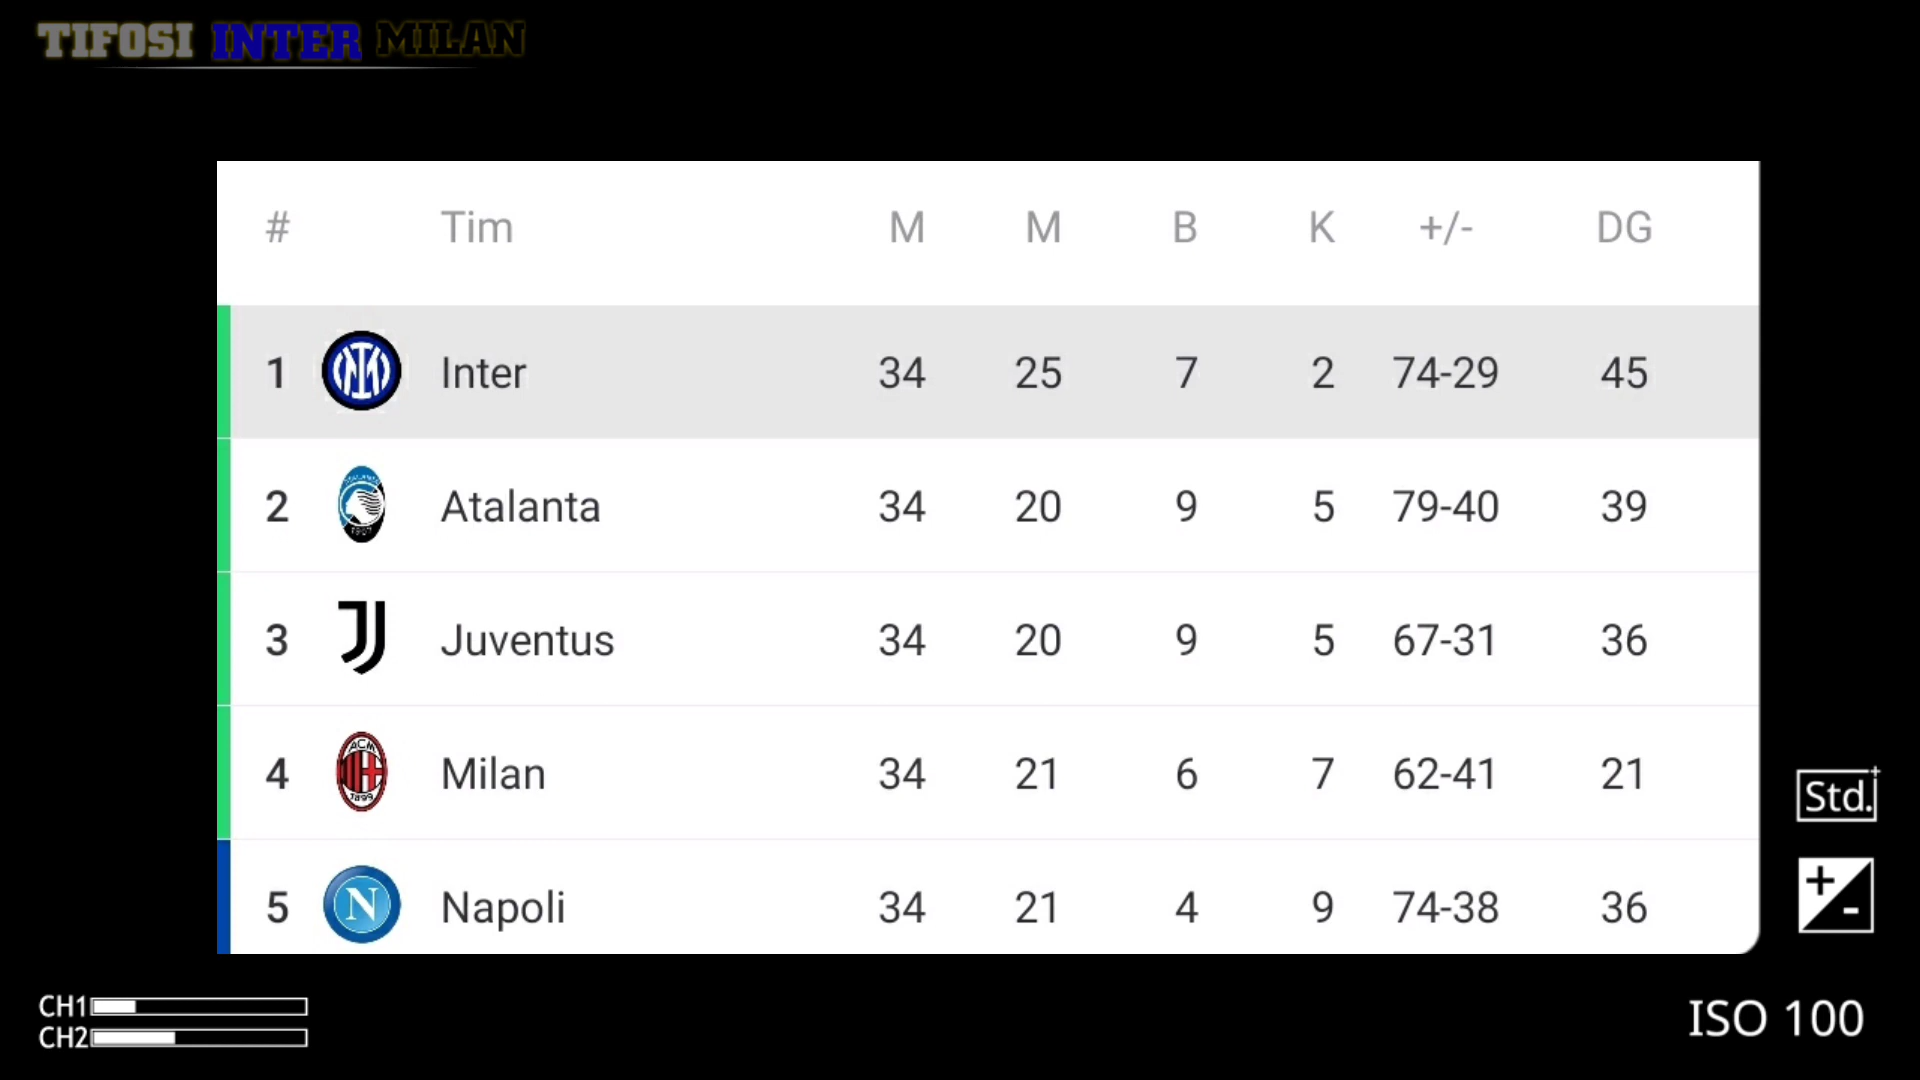 TIFOSI INTER MILAN
# Tim M M B K +/- DG
1 Inter 34 25 7 2 74-29 45
2 Atalanta 34 20 9 5 79-40 39
3 Juventus 34 20 9 5 67-31 36
4 Milan 34 21 6 7 62-41 21
ACM
1899
5 N Napoli 34 21 4 9 74-38 36
Std.+
+ -
CH1
CH2
ISO 100